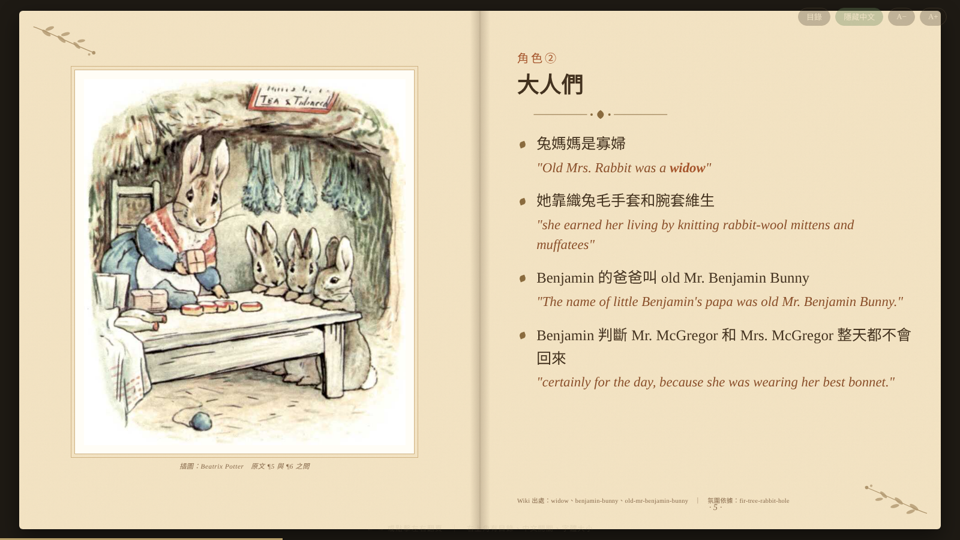 目錄
隱藏中文
A−
A+
TEA & Tobacco
插圖：Beatrix Potter 原文 ¶5 與 ¶6 之間
角色②
大人們
兔媽媽是寡婦
"Old Mrs. Rabbit was a widow"
她靠織兔毛手套和腕套維生
"she earned her living by knitting rabbit-wool mittens and
muffatees"
Benjamin 的爸爸叫 old Mr. Benjamin Bunny
"The name of little Benjamin's papa was old Mr. Benjamin Bunny."
Benjamin 判斷 Mr. McGregor 和 Mrs. McGregor 整天都不會
回來
"certainly for the day, because she was wearing her best bonnet."
Wiki 出處：widow、benjamin-bunny、old-mr-benjamin-bunny | 氛圍依據：fir-tree-rabbit-hole
· 5 ·